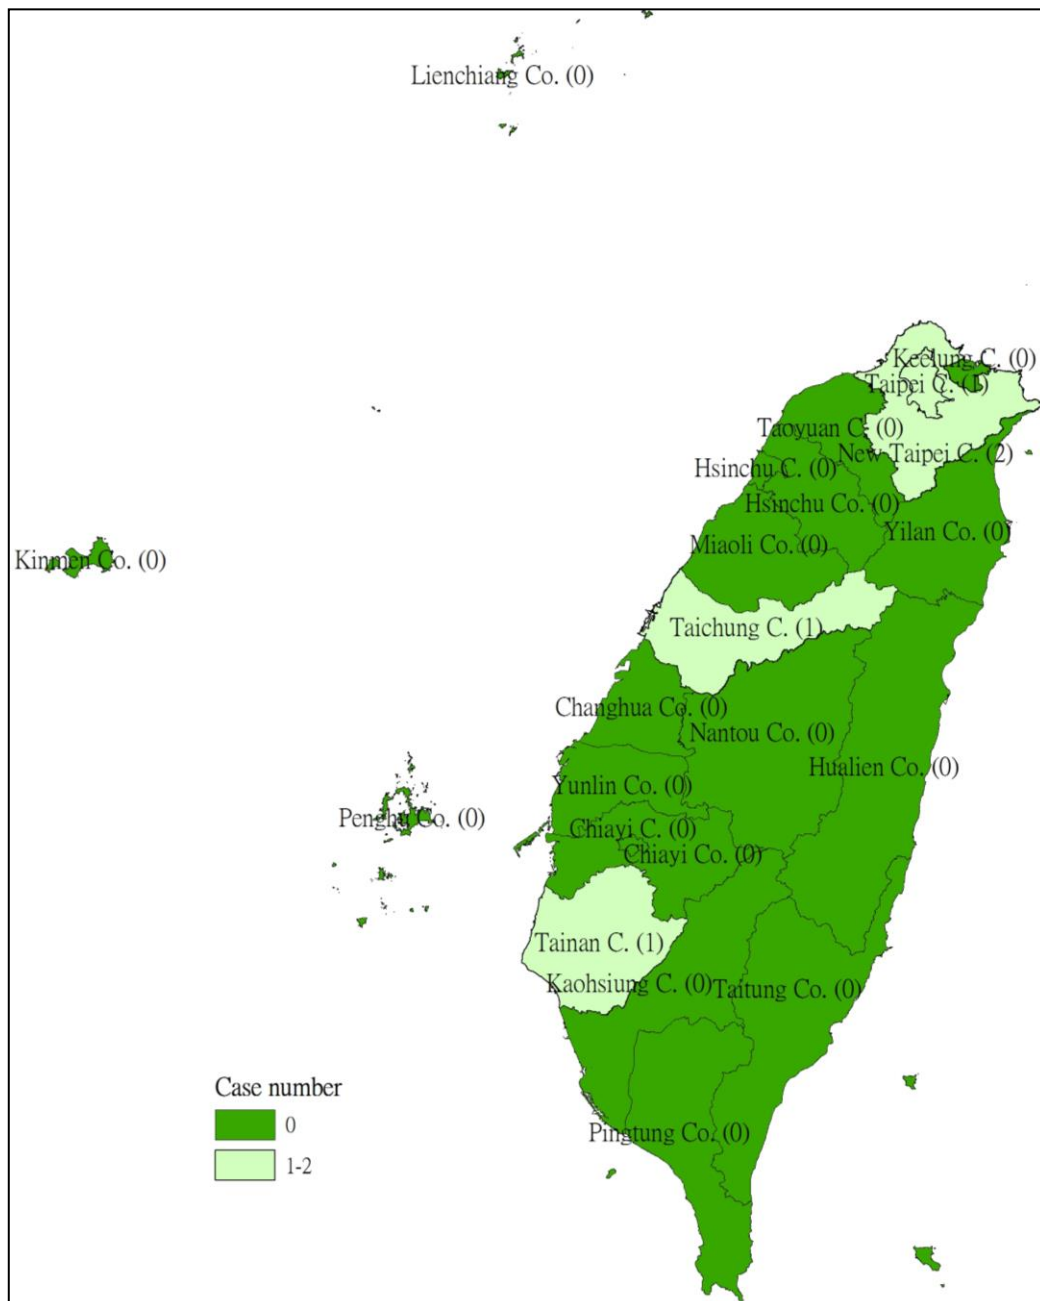 Lienchiang Co. (0)
Keelung C. (0)
Taipei C. (1)
Taoyuan C. (0)
New Taipei C. (2)
Hsinchu C. (0)
Hsinchu Co. (0)
Yilan Co. (0)
Miaoli Co. (0)
Kinmen Co. (0)
Taichung C. (1)
Changhua Co. (0)
Nantou Co. (0)
Hualien Co. (0)
Yunlin Co. (0)
Penghu Co. (0)
Chiayi C. (0)
Chiayi Co. (0)
Tainan C. (1)
Kaohsiung C. (0)
Taitung Co. (0)
Case number
0
Pingtung Co. (0)
1-2